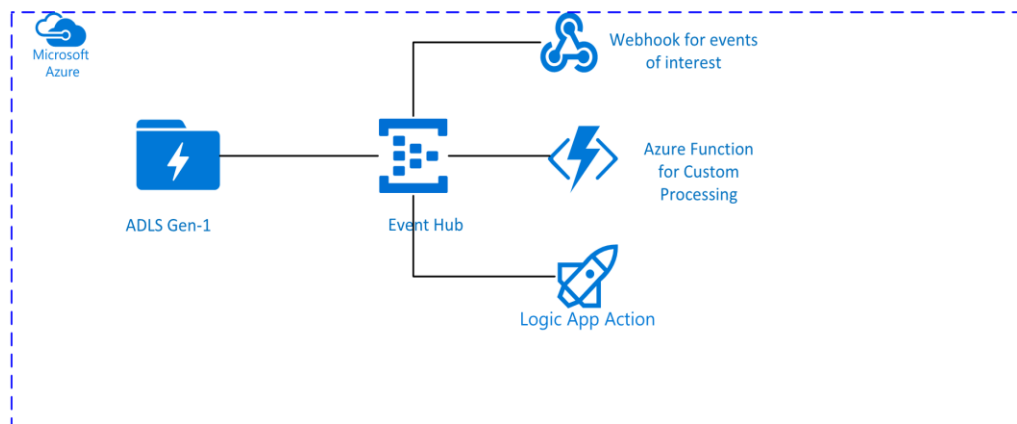 Microsoft
Azure
Webhook for events
of interest
Azure Function
for Custom
Processing
ADLS Gen-1
Event Hub
Logic App Action